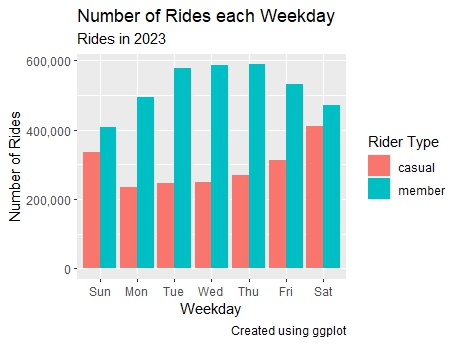 Number of Rides each Weekday
Rides in 2023
600,000
400,000
200,000
0
Number of Rides
Sun Mon Tue Wed Thu Fri Sat
Weekday
Rider Type
casual
member
Created using ggplot